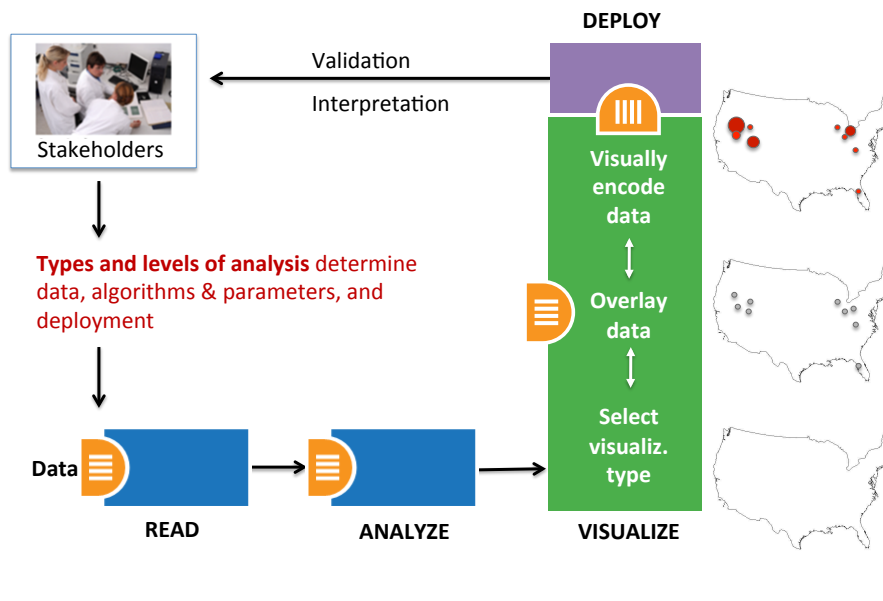 DEPLOY
Validation
Interpretation
Stakeholders
Visually
encode
data
Types and levels of analysis determine
data, algorithms & parameters, and
deployment
Overlay
data
Select
visualiz.
type
Data
READ
ANALYZE
VISUALIZE